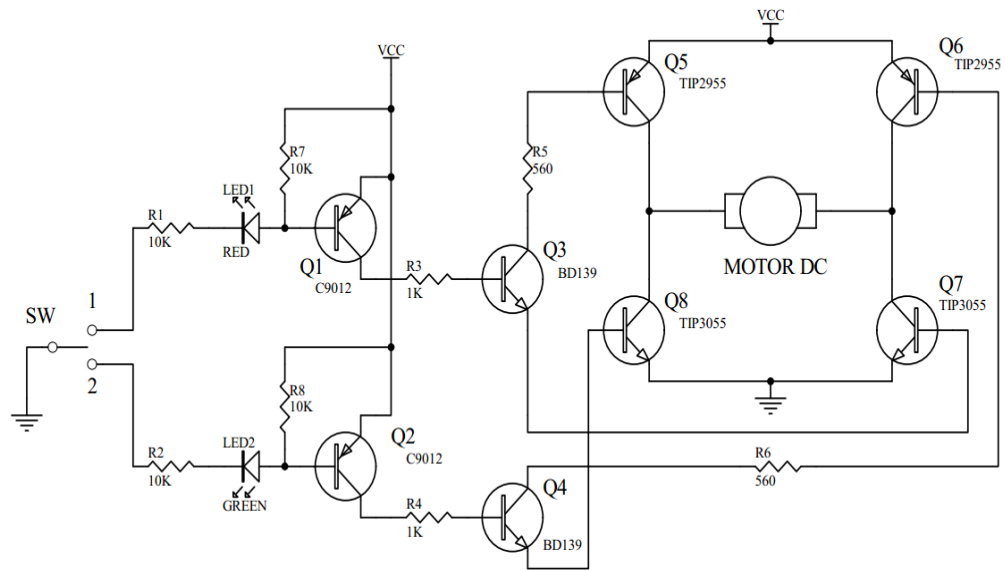 VCC
VCC
Q5
TIP2955
Q6
TIP2955
R7
10K
R5
560
LED1
R1
10K
RED
Q1
C9012
R3
1K
Q3
BD139
MOTOR DC
Q8
TIP3055
Q7
TIP3055
SW
1
2
R8
10K
LED2
R2
10K
GREEN
Q2
C9012
R4
1K
Q4
BD139
R6
560